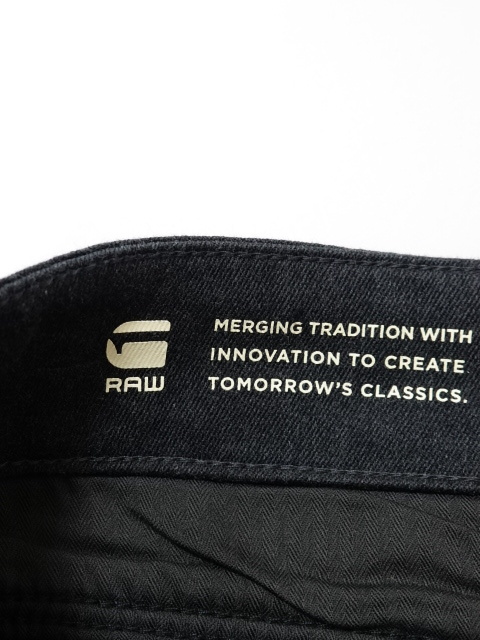 G
RAW
MERGING TRADITION WITH
INNOVATION TO CREATE
TOMORROW'S CLASSICS.